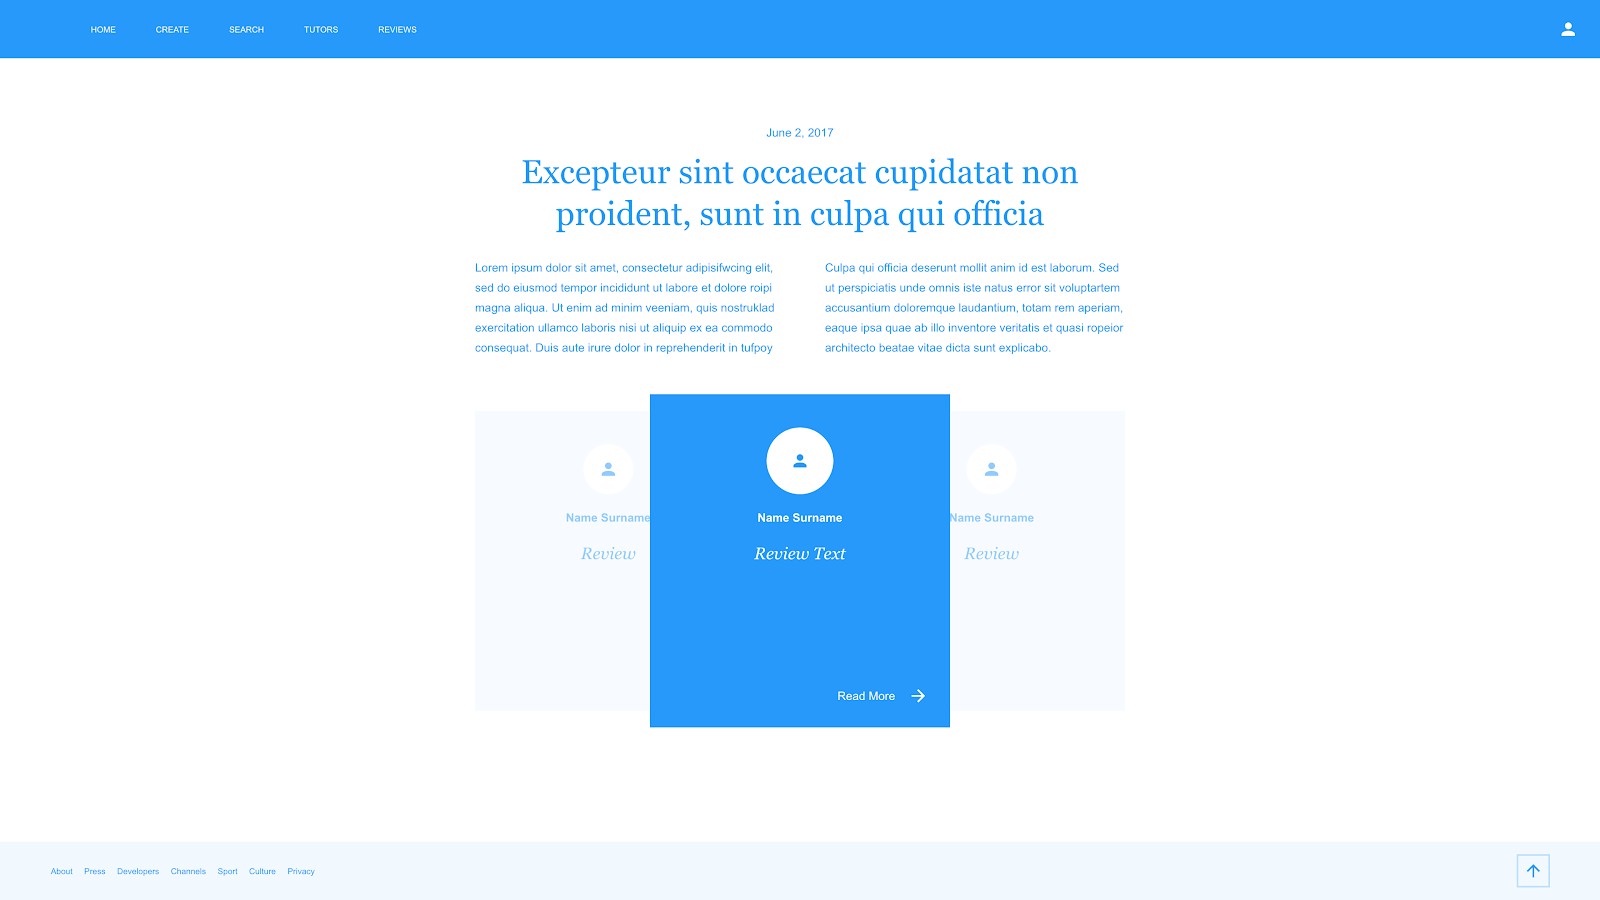 HOME CREATE SEARCH TUTORS REVIEWS
June 2, 2017
Excepteur sint occaecat cupidatat non
proident, sunt in culpa qui officia
Lorem ipsum dolor sit amet, consectetur adipisifwcing elit,
sed do eiusmod tempor incididunt ut labore et dolore roipi
magna aliqua. Ut enim ad minim veeniam, quis nostruklad
exercitation ullamco laboris nisi ut aliquip ex ea commodo
consequat. Duis aute irure dolor in reprehenderit in tufpoy
Culpa qui officia deserunt mollit anim id est laborum. Sed
ut perspiciatis unde omnis iste natus error sit voluptartem
accusantium doloremque laudantium, totam rem aperiam,
eaque ipsa quae ab illo inventore veritatis et quasi ropeior
architecto beatae vitae dicta sunt explicabo.
Name Surname
Review
Name Surname
Review Text
Read More
Name Surname
Review
About Press Developers Channels Sport Culture Privacy